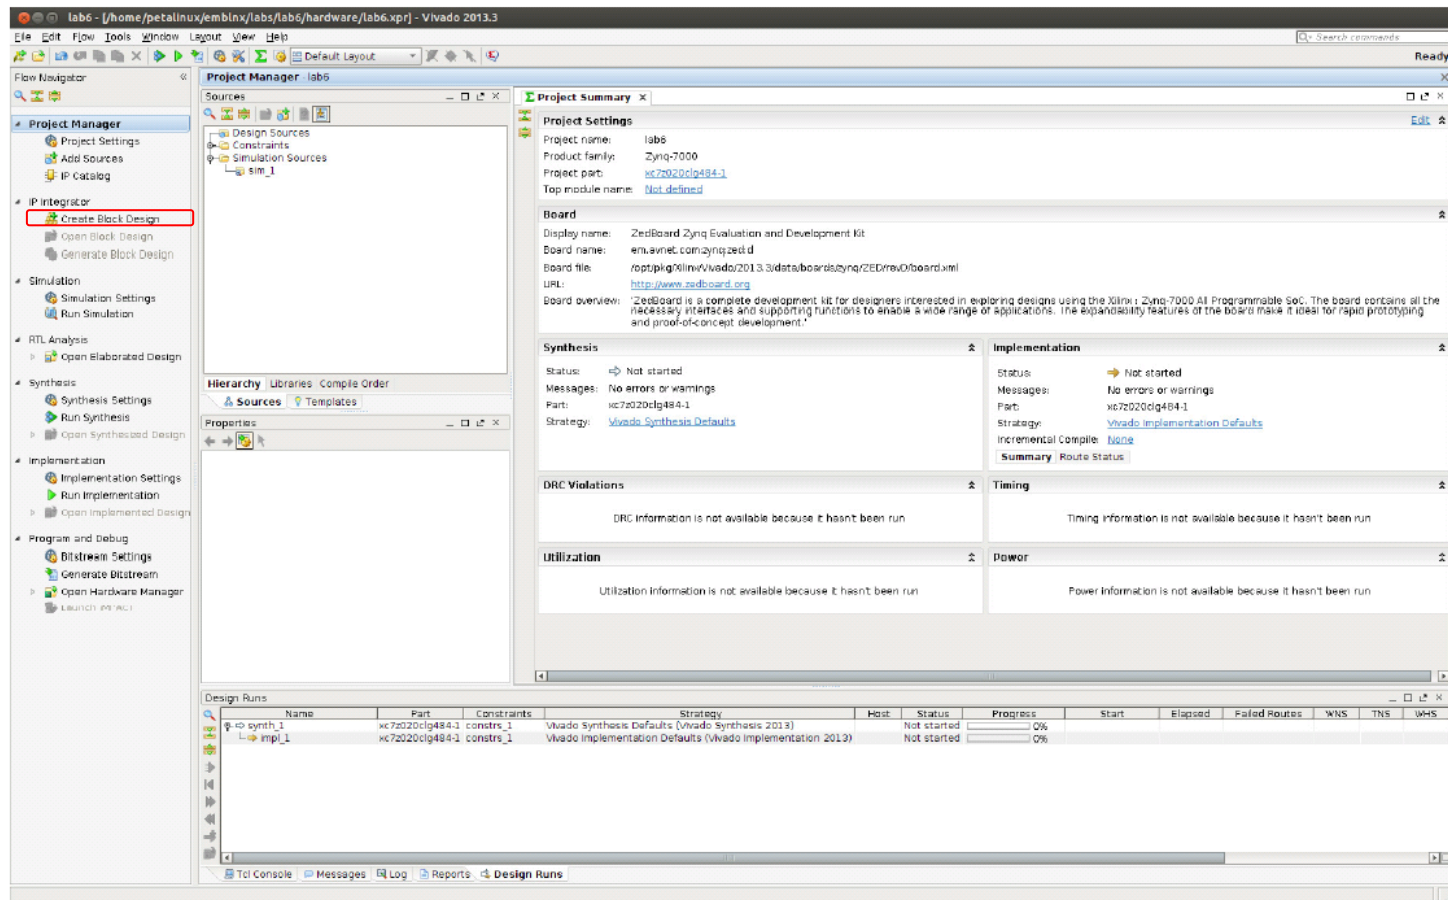 lab6 - [/home/petalinux/emblnx/labs/lab6/hardware/lab6.xpr] - Vivado 2013.3
File Edit Flow Tools Window Layout View Help
Search commands
Default Layout
Ready
Flow Navigator
Project Manager
Project Settings
Add Sources
IP Catalog
IP Integrator
Create Block Design
Open Block Design
Generate Block Design
Simulation
Simulation Settings
Run Simulation
RTL Analysis
Open Elaborated Design
Synthesis
Synthesis Settings
Run Synthesis
Open Synthesized Design
Implementation
Implementation Settings
Run Implementation
Open Implemented Design
Program and Debug
Bitstream Settings
Generate Bitstream
Open Hardware Manager
Launch iMPACT
Project Manager - lab6
Sources
Design Sources
Constraints
Simulation Sources
sim_1
Hierarchy Libraries Compile Order
Sources Templates
Properties
Project Summary
Project Settings Edit
Project name: lab6
Product family: Zynq-7000
Project part: xc7z020clg484-1
Top module name: Not defined
Board
Display name: ZedBoard Zynq Evaluation and Development Kit
Board name: em.avnet.com:zynq:zed:d
Board file: /opt/pkg/Xilinx/Vivado/2013.3/data/boards/zynq/ZED/revD/board.xml
URL: http://www.zedboard.org
Board overview: "ZedBoard is a complete development kit for designers interested in exploring designs using the Xilinx : Zynq-7000 All Programmable SoC. The board contains all the
necessary interfaces and supporting functions to enable a wide range of applications. The expandability features of the board make it ideal for rapid prototyping
and proof-of-concept development."
Synthesis
Status: Not started
Messages: No errors or warnings
Part: xc7z020clg484-1
Strategy: Vivado Synthesis Defaults
Implementation
Status: Not started
Messages: No errors or warnings
Part: xc7z020clg484-1
Strategy: Vivado Implementation Defaults
Incremental Compile: None
Summary Route Status
DRC Violations
DRC information is not available because it hasn't been run
Timing
Timing information is not available because it hasn't been run
Utilization
Utilization information is not available because it hasn't been run
Power
Power information is not available because it hasn't been run
Design Runs
Name Part Constraints Strategy Host Status Progress Start Elapsed Failed Routes WNS TNS WHS
synth_1 xc7z020clg484-1 constrs_1 Vivado Synthesis Defaults (Vivado Synthesis 2013) Not started 0%
impl_1 xc7z020clg484-1 constrs_1 Vivado Implementation Defaults (Vivado Implementation 2013) Not started 0%
Tcl Console Messages Log Reports Design Runs